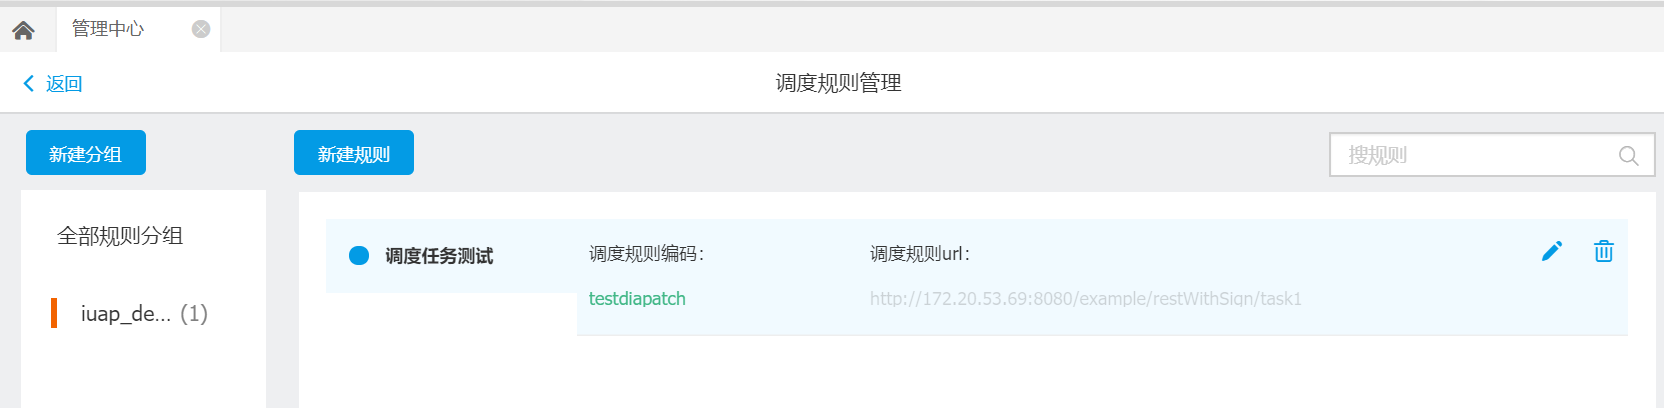 管理中心
返回
调度规则管理
新建分组
新建规则
搜规则
全部规则分组
iuap_de... (1)
调度任务测试
调度规则编码：
testdiapatch
调度规则url：
http://172.20.53.69:8080/example/restWithSign/task1